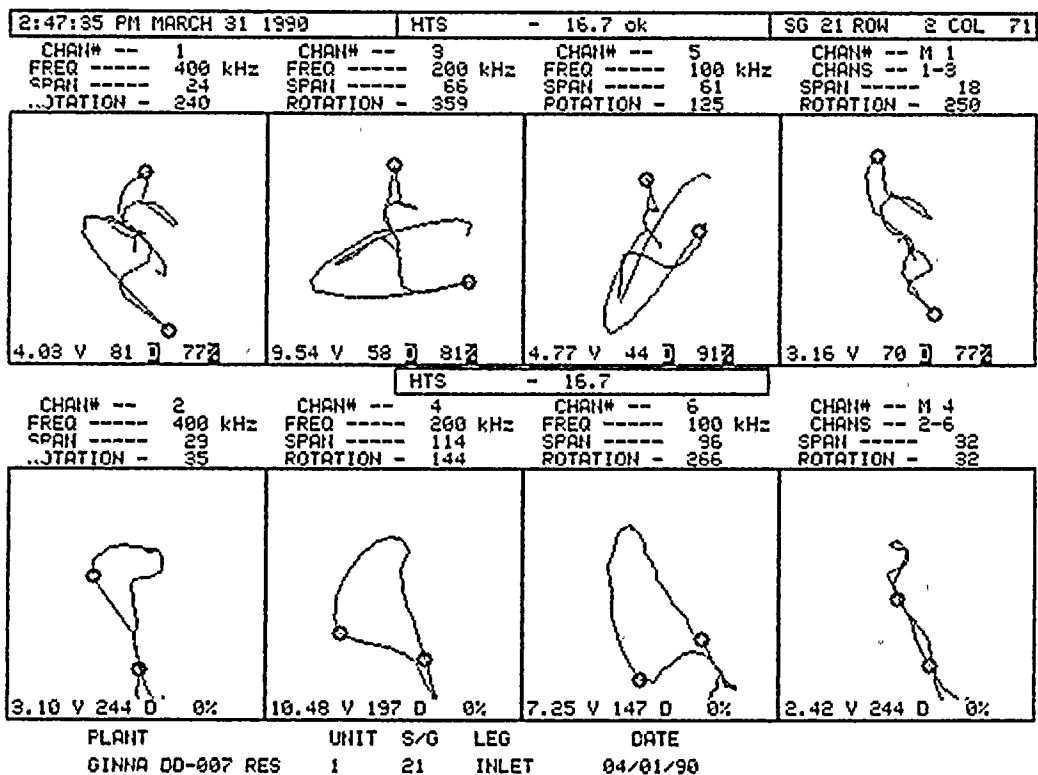 2:47:35 PM MARCH 31 1990 HTS - 16.7 ok SG 21 ROW 2 COL 71
CHAN# -- 1 CHAN# -- 3 CHAN# -- 5 CHAN# -- M 1
FREQ ----- 400 kHz FREQ ----- 200 kHz FREQ ----- 100 kHz CHANS -- 1-3
SPAN ----- 24 SPAN ----- 66 SPAN ----- 61 SPAN ----- 18
..OTATION - 240 ROTATION - 359 ROTATION - 125 ROTATION - 250
4.03 V 81 D 77% 9.54 V 58 D 81% 4.77 V 44 D 91% 3.16 V 70 D 77%
HTS - 16.7
CHAN# -- 2 CHAN# -- 4 CHAN# -- 6 CHAN# -- M 4
FREQ ----- 400 kHz FREQ ----- 200 kHz FREQ ----- 100 kHz CHANS -- 2-6
SPAN ----- 29 SPAN ----- 114 SPAN ----- 96 SPAN ----- 32
..OTATION - 35 ROTATION - 144 ROTATION - 266 ROTATION - 32
3.10 V 244 D 0% 10.48 V 197 D 0% 7.25 V 147 D 0% 2.42 V 244 D 0%
PLANT UNIT S/G LEG DATE
GINNA DD-007 RES 1 21 INLET 04/01/90